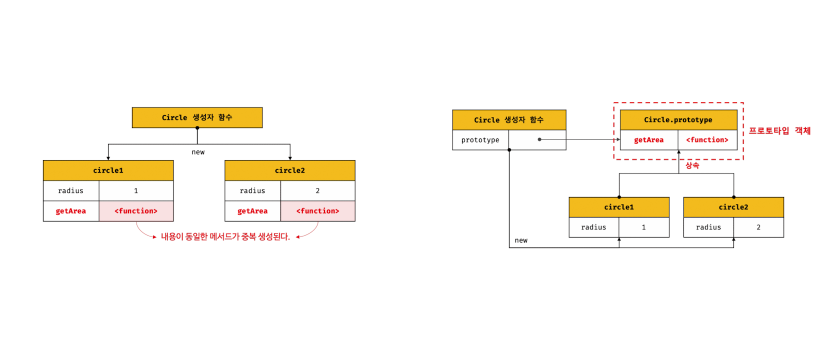 Circle 생성자 함수
new
circle1
radius 1
getArea <function>
circle2
radius 2
getArea <function>
내용이 동일한 메서드가 중복 생성된다.
Circle 생성자 함수
prototype
Circle.prototype
getArea <function>
프로토타입 객체
상속
circle1
radius 1
circle2
radius 2
new